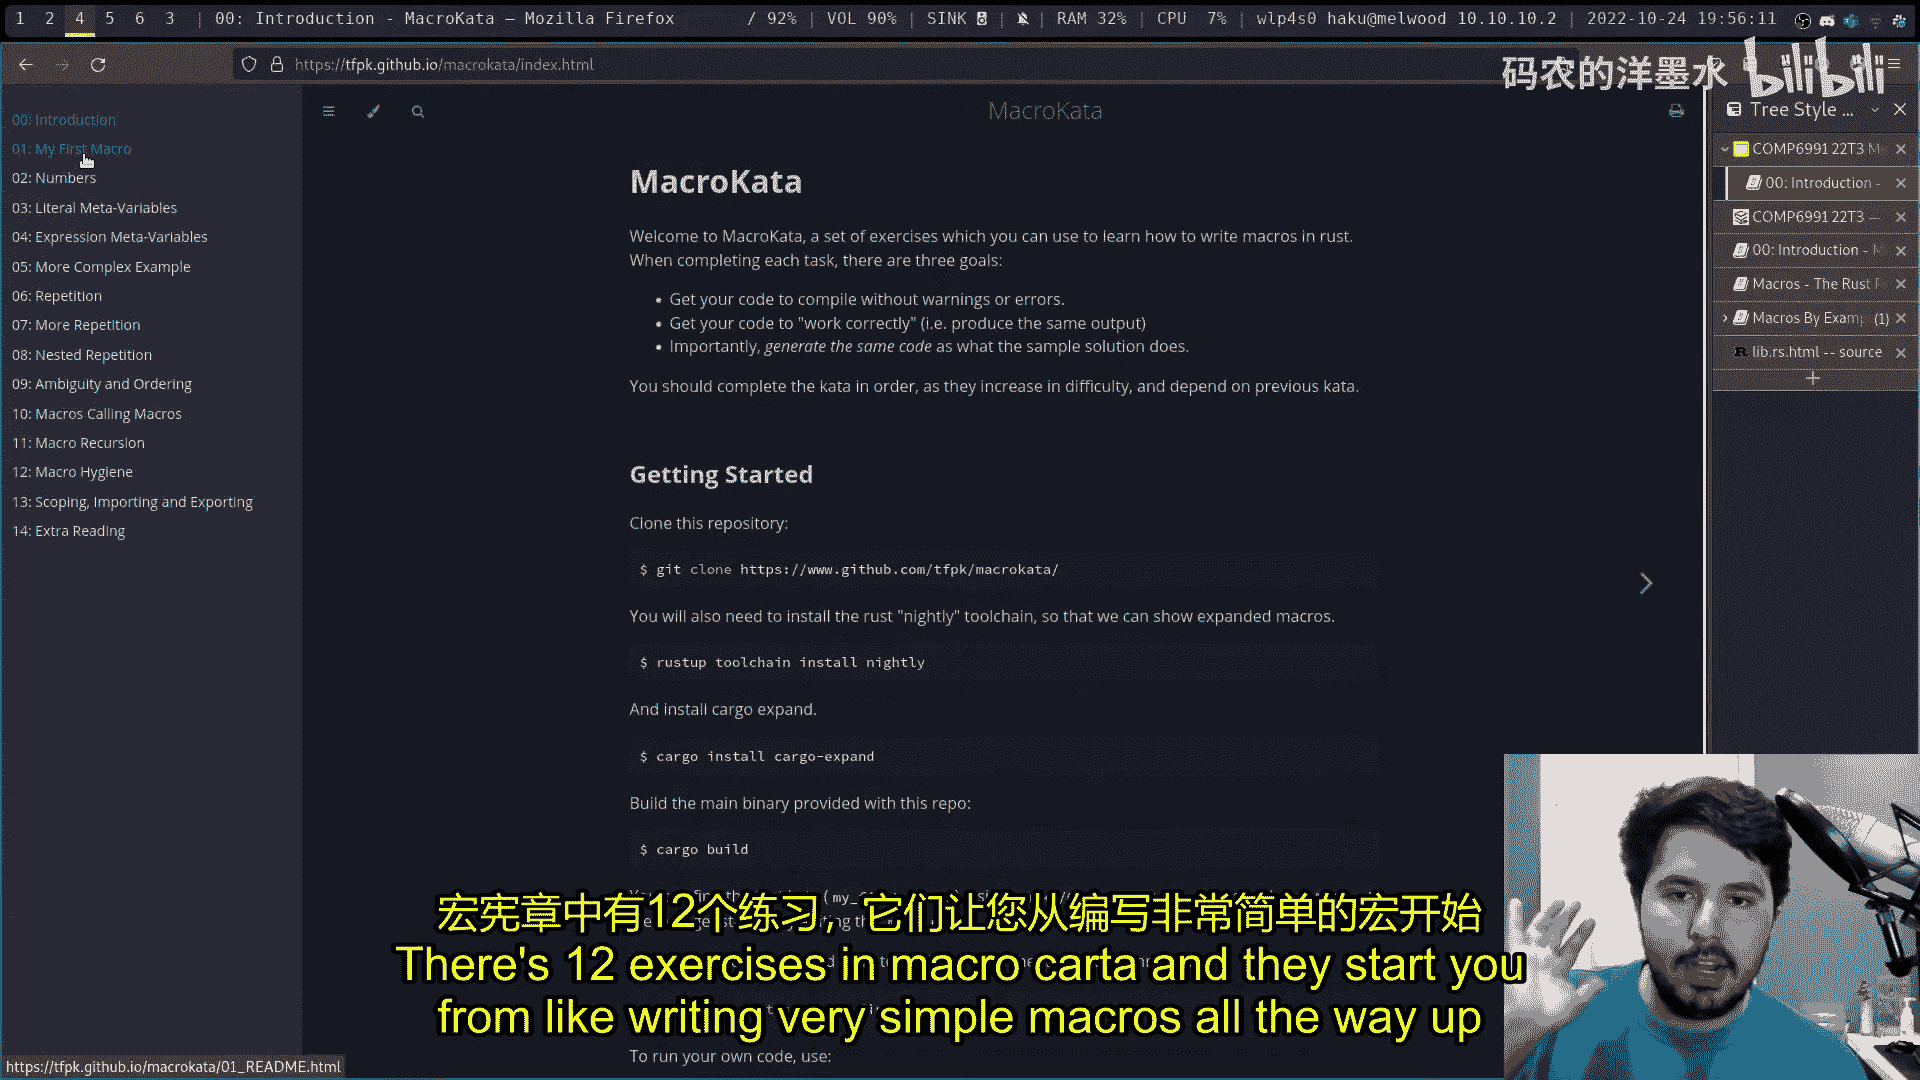 1 2 4 5 6 3 | 00: Introduction - MacroKata — Mozilla Firefox / 92% | VOL 90% | SINK | | RAM 32% | CPU 7% | wlp4s0 haku@melwood 10.10.10.2 | 2022-10-24 19:56:11
https://tfpk.github.io/macrokata/index.html
码农的洋墨水 bilibili
00: Introduction
01: My First Macro
02: Numbers
03: Literal Meta-Variables
04: Expression Meta-Variables
05: More Complex Example
06: Repetition
07: More Repetition
08: Nested Repetition
09: Ambiguity and Ordering
10: Macros Calling Macros
11: Macro Recursion
12: Macro Hygiene
13: Scoping, Importing and Exporting
14: Extra Reading
MacroKata
MacroKata
Welcome to MacroKata, a set of exercises which you can use to learn how to write macros in rust.
When completing each task, there are three goals:
• Get your code to compile without warnings or errors.
• Get your code to "work correctly" (i.e. produce the same output)
• Importantly, generate the same code as what the sample solution does.
You should complete the kata in order, as they increase in difficulty, and depend on previous kata.
Getting Started
Clone this repository:
$ git clone https://www.github.com/tfpk/macrokata/
You will also need to install the rust "nightly" toolchain, so that we can show expanded macros.
$ rustup toolchain install nightly
And install cargo expand.
$ cargo install cargo-expand
Build the main binary provided with this repo:
$ cargo build
To run your own code, use:
Tree Style ...
COMP6991 22T3 M
00: Introduction -
COMP6991 22T3 —
00: Introduction - M
Macros - The Rust
Macros By Exam (1)
lib.rs.html -- source
宏宪章中有12个练习，它们让您从编写非常简单的宏开始
There's 12 exercises in macro carta and they start you
from like writing very simple macros all the way up
https://tfpk.github.io/macrokata/01_README.html